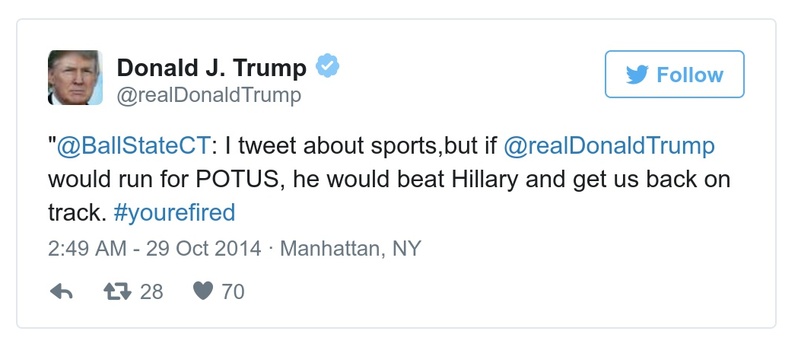 Donald J. Trump
@realDonaldTrump
Follow
"@BallStateCT: I tweet about sports,but if @realDonaldTrump
would run for POTUS, he would beat Hillary and get us back on
track. #yourefired
2:49 AM - 29 Oct 2014 · Manhattan, NY
28 70